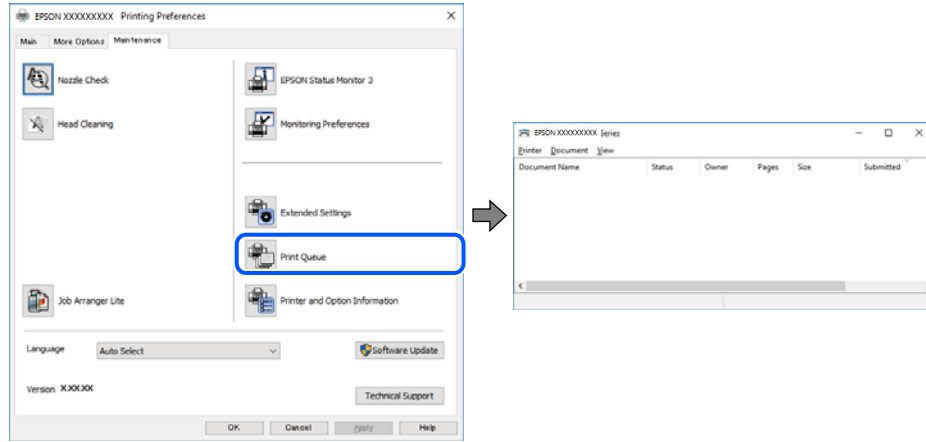 EPSON XXXXXXXXX Printing Preferences
Main More Options Maintenance
Nozzle Check
EPSON Status Monitor 3
Head Cleaning
Monitoring Preferences
Extended Settings
Print Queue
Job Arranger Lite
Printer and Option Information
Language Auto Select
Software Update
Version X.XX.XX
Technical Support
OK Cancel Apply Help
EPSON XXXXXXXXX Series
Printer Document View
Document Name Status Owner Pages Size Submitted